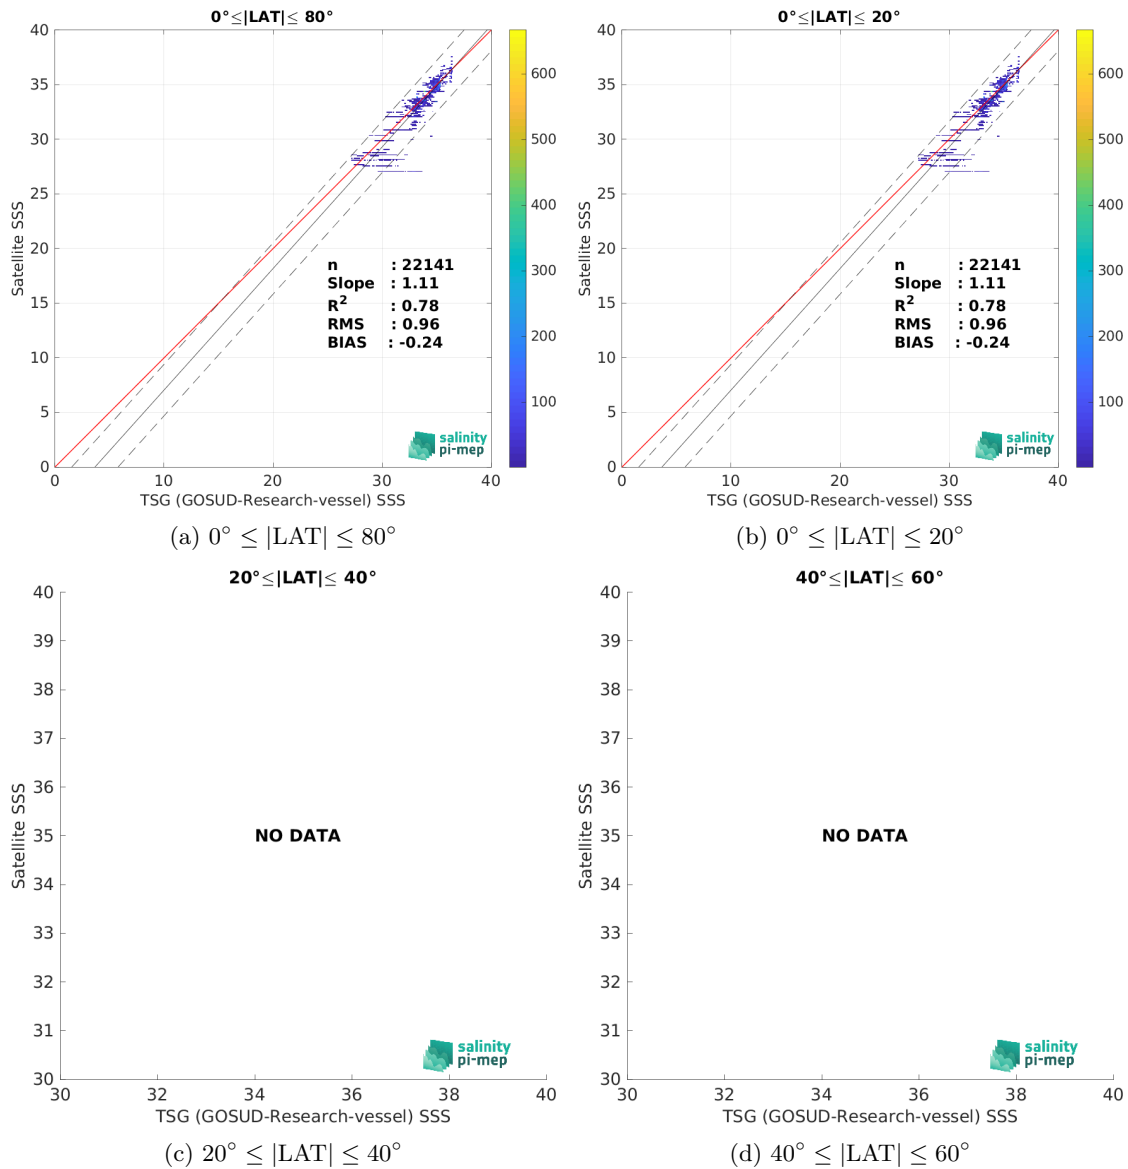 0°≤|LAT|≤ 80°
Satellite SSS
40
35
30
25
20
15
10
5
0
n : 22141
Slope : 1.11
R² : 0.78
RMS : 0.96
BIAS : -0.24
salinity
pi-mep
0 10 20 30 40
TSG (GOSUD-Research-vessel) SSS
600
500
400
300
200
100
(a) 0° ≤ |LAT| ≤ 80°
0°≤|LAT|≤ 20°
Satellite SSS
40
35
30
25
20
15
10
5
0
n : 22141
Slope : 1.11
R² : 0.78
RMS : 0.96
BIAS : -0.24
salinity
pi-mep
0 10 20 30 40
TSG (GOSUD-Research-vessel) SSS
600
500
400
300
200
100
(b) 0° ≤ |LAT| ≤ 20°
20°≤|LAT|≤ 40°
Satellite SSS
40
39
38
37
36
35
34
33
32
31
30
NO DATA
salinity
pi-mep
30 32 34 36 38 40
TSG (GOSUD-Research-vessel) SSS
(c) 20° ≤ |LAT| ≤ 40°
40°≤|LAT|≤ 60°
Satellite SSS
40
39
38
37
36
35
34
33
32
31
30
NO DATA
salinity
pi-mep
30 32 34 36 38 40
TSG (GOSUD-Research-vessel) SSS
(d) 40° ≤ |LAT| ≤ 60°